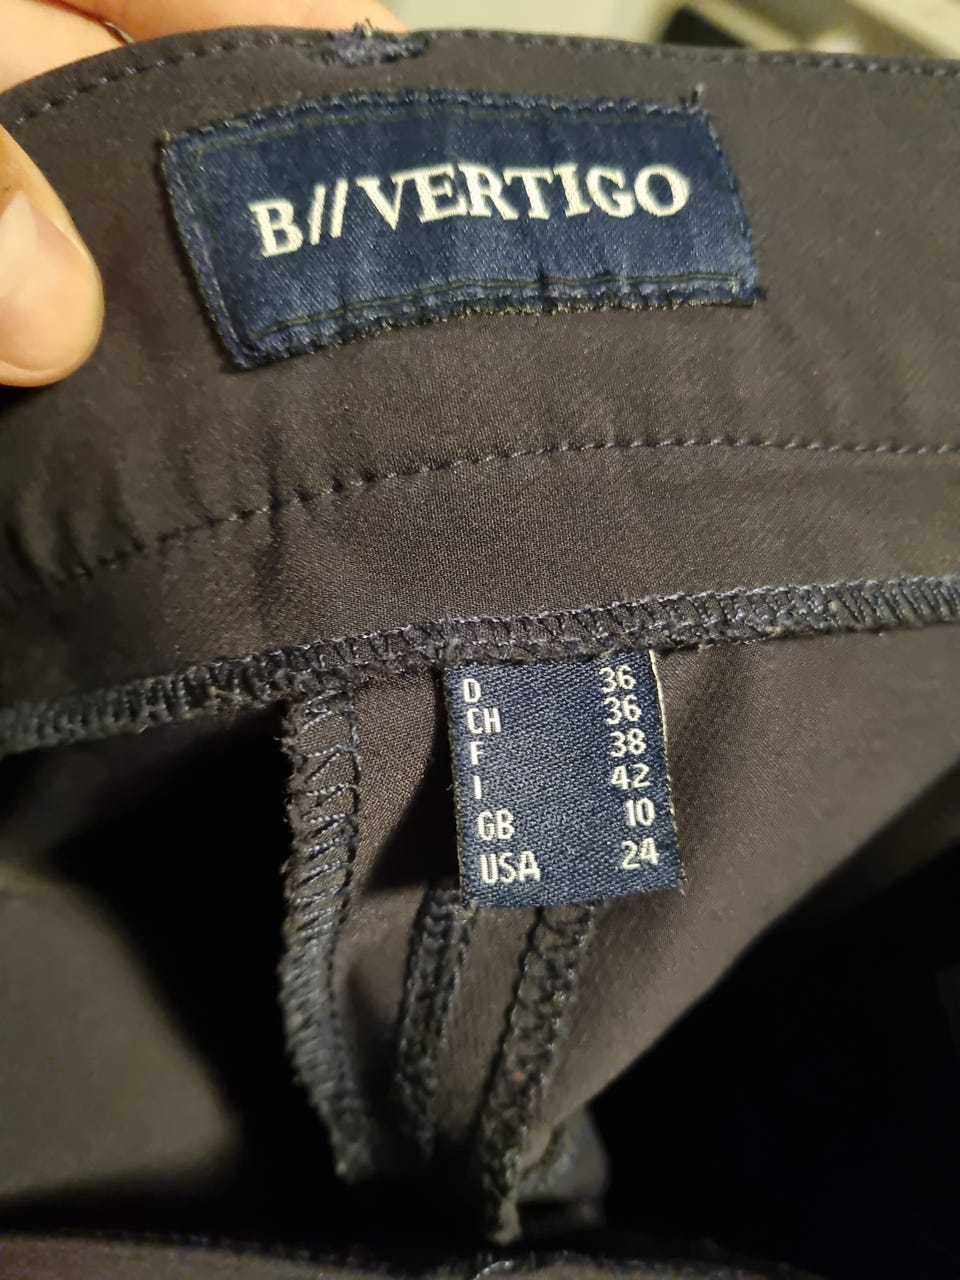 B//VERTIGO
D 36
CH 36
F 38
I 42
GB 10
USA 24